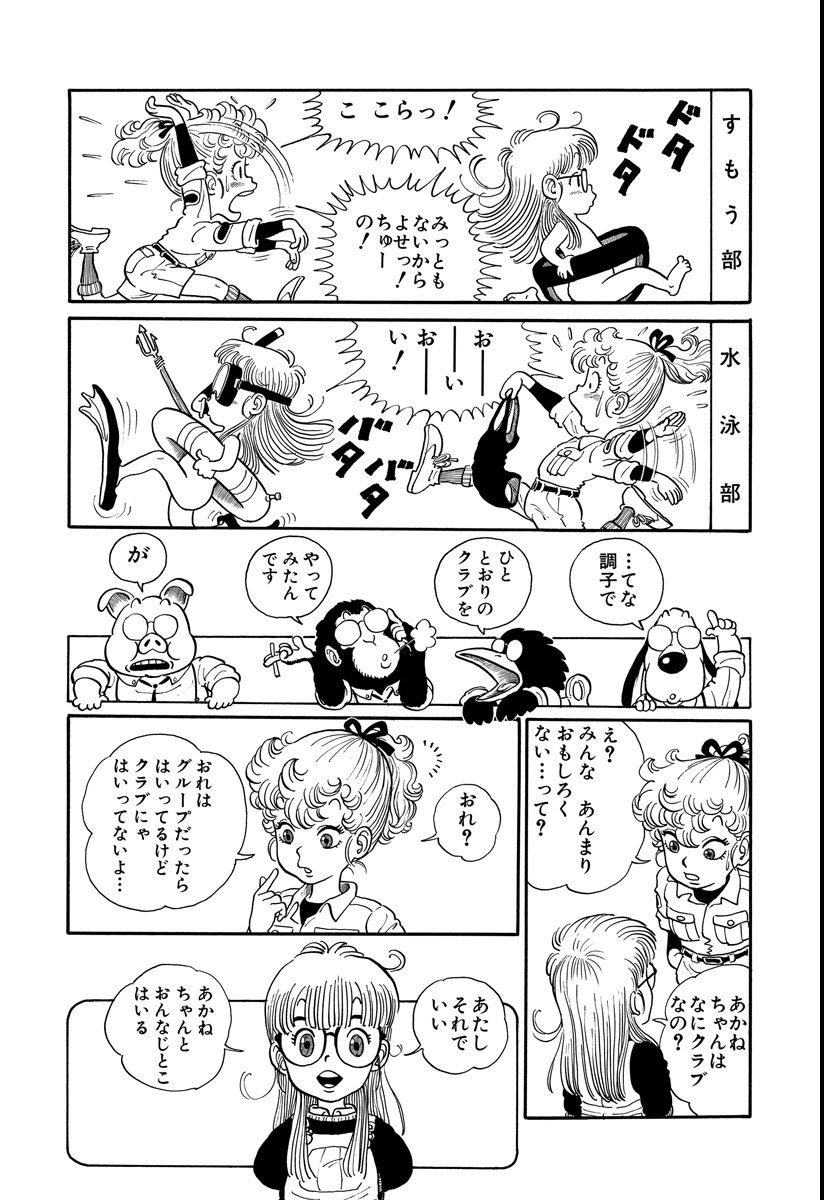 すもう部
ドタ
ドタ
こ こらっ！
みっとも
ないから
よせっ！
ちゅー
の！
水泳部
おーい
おーい！
バタ
バタ
…てな
調子で
ひと
とおりの
クラブを
やって
みたん
です
が
え？
みんな あんまり
おもしろく
ない…って？
あかね
ちゃんは
なにクラブ
なの？
おれ？
おれは
グループだったら
はいってるけど
クラブにゃ
はいってないよ…
あたし
それで
いい
あかね
ちゃんと
おんなじとこ
はいる